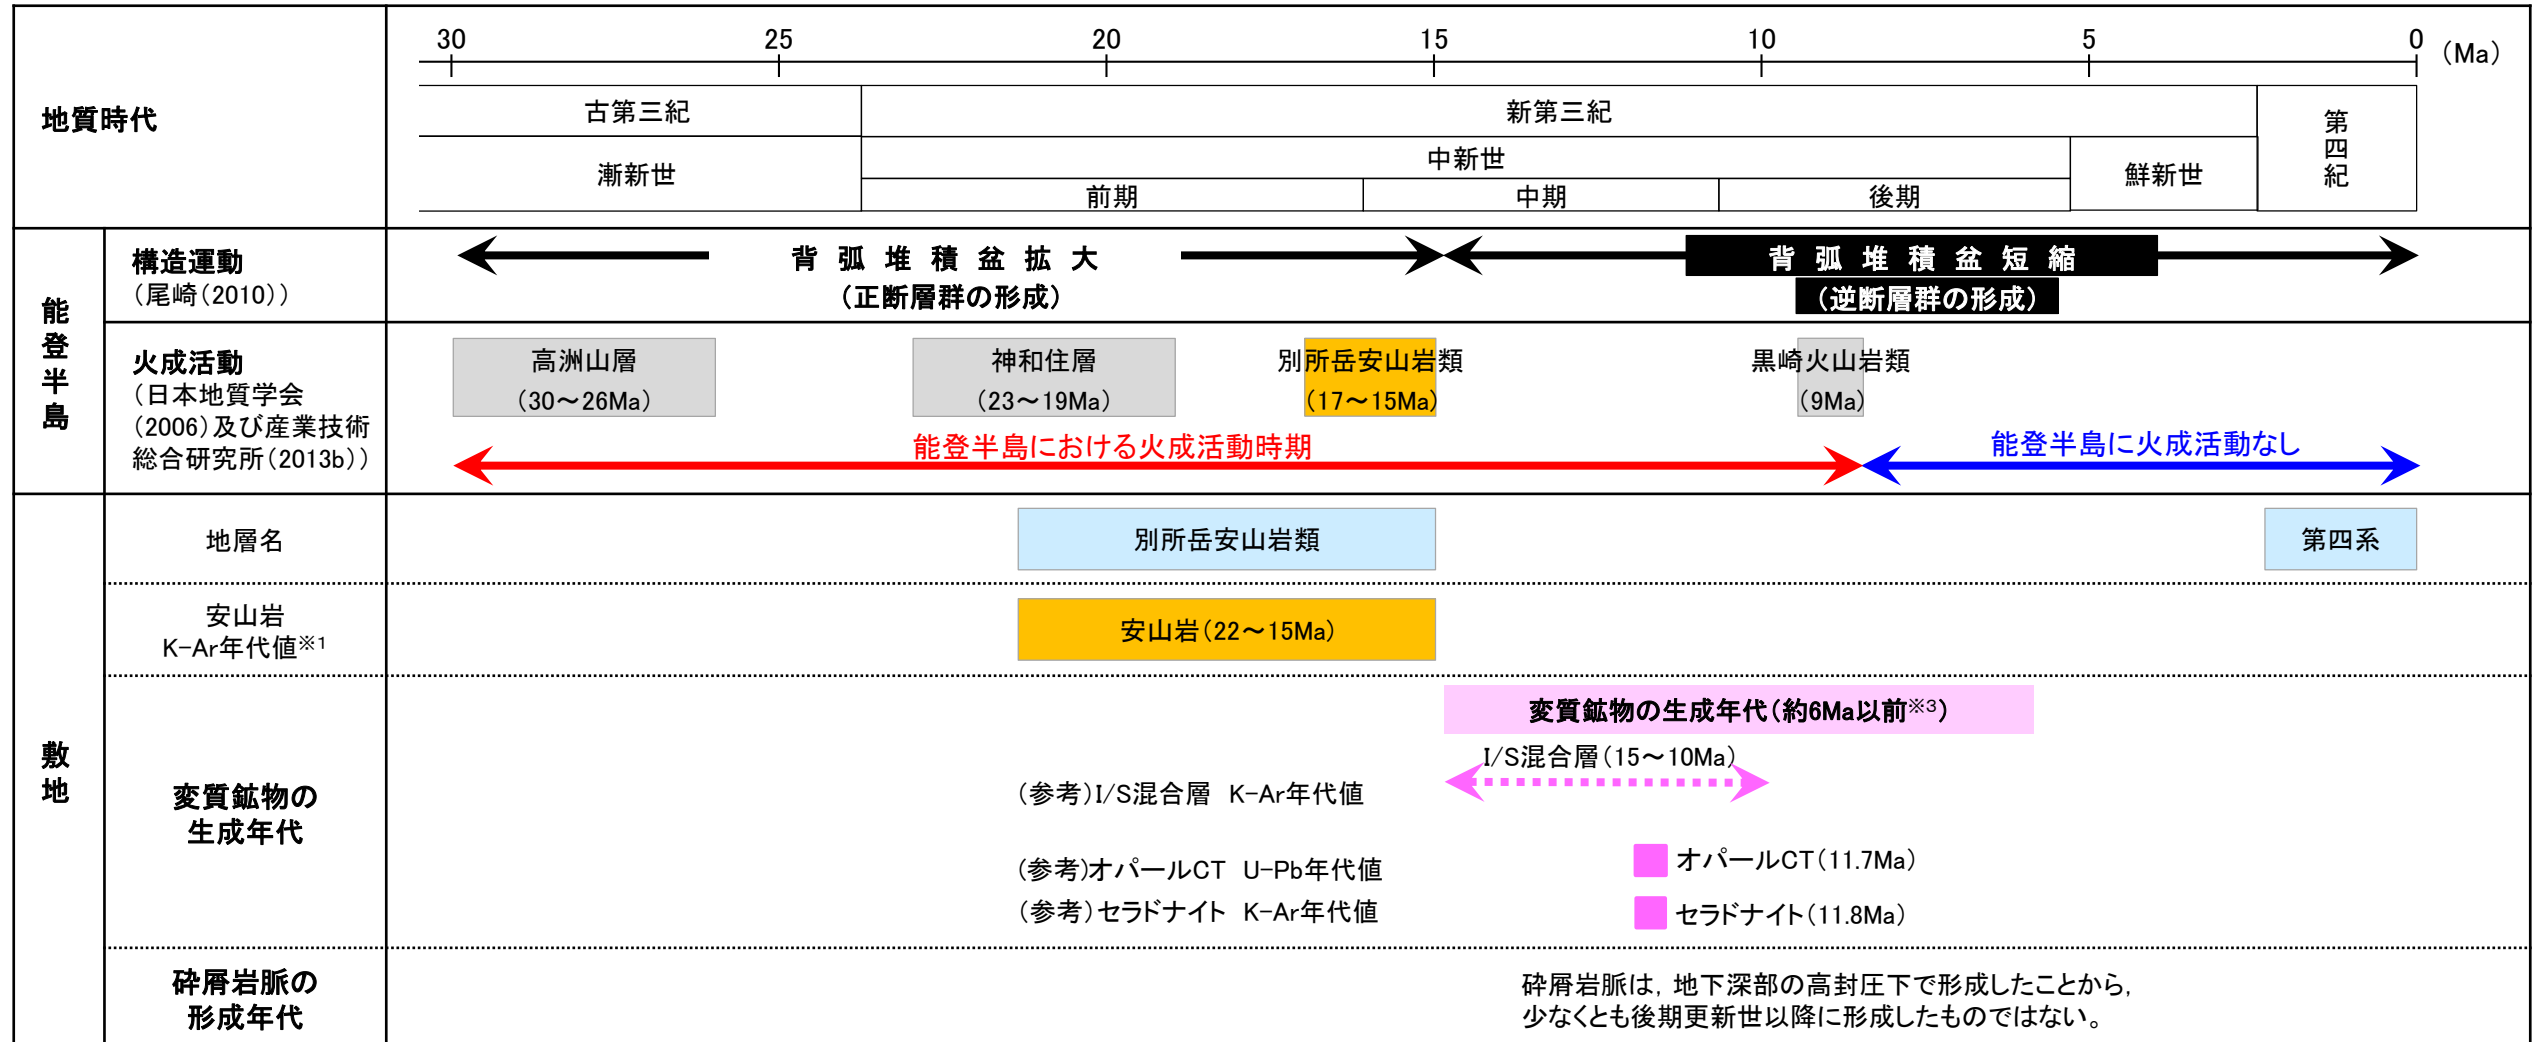 30 25 20 15 10 5 0 (Ma)
地質時代
古第三紀 新第三紀 第四紀
漸新世 中新世 鮮新世
前期 中期 後期
能登半島
構造運動
(尾崎(2010))
背弧堆積盆拡大
(正断層群の形成)
背弧堆積盆短縮
(逆断層群の形成)
火成活動
(日本地質学会
(2006)及び産業技術
総合研究所(2013b))
高洲山層
(30~26Ma)
神和住層
(23~19Ma)
別所岳安山岩類
(17~15Ma)
黒崎火山岩類
(9Ma)
能登半島における火成活動時期
能登半島に火成活動なし
敷地
地層名
別所岳安山岩類
第四系
安山岩
K-Ar年代値※1
安山岩(22~15Ma)
変質鉱物の
生成年代
変質鉱物の生成年代(約6Ma以前※3)
I/S混合層(15~10Ma)
(参考)I/S混合層 K-Ar年代値
(参考)オパールCT U-Pb年代値
オパールCT(11.7Ma)
(参考)セラドナイト K-Ar年代値
セラドナイト(11.8Ma)
砕屑岩脈の
形成年代
砕屑岩脈は,地下深部の高封圧下で形成したことから,
少なくとも後期更新世以降に形成したものではない。